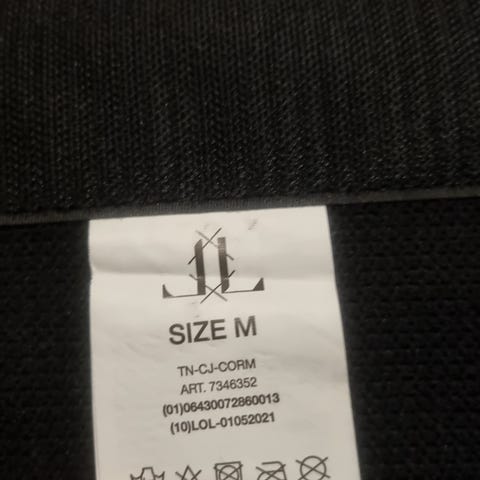 SIZE M
TN-CJ-CORM
ART. 7346352
(01)06430072860013
(10)LOL-01052021